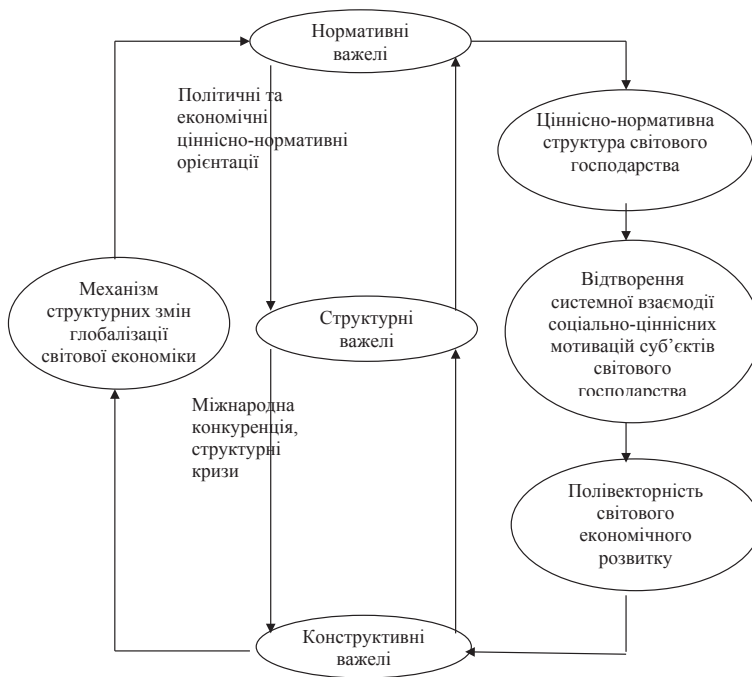 Нормативні
важелі
Політичні та
економічні
ціннісно-нормативні
орієнтації
Ціннісно-нормативна
структура світового
господарства
Механізм
структурних змін
глобалізації
світової економіки
Структурні
важелі
Відтворення
системної взаємодії
соціально-ціннісних
мотивацій суб’єктів
світового
господарства
Міжнародна
конкуренція,
структурні
кризи
Полівекторність
світового
економічного
розвитку
Конструктивні
важелі